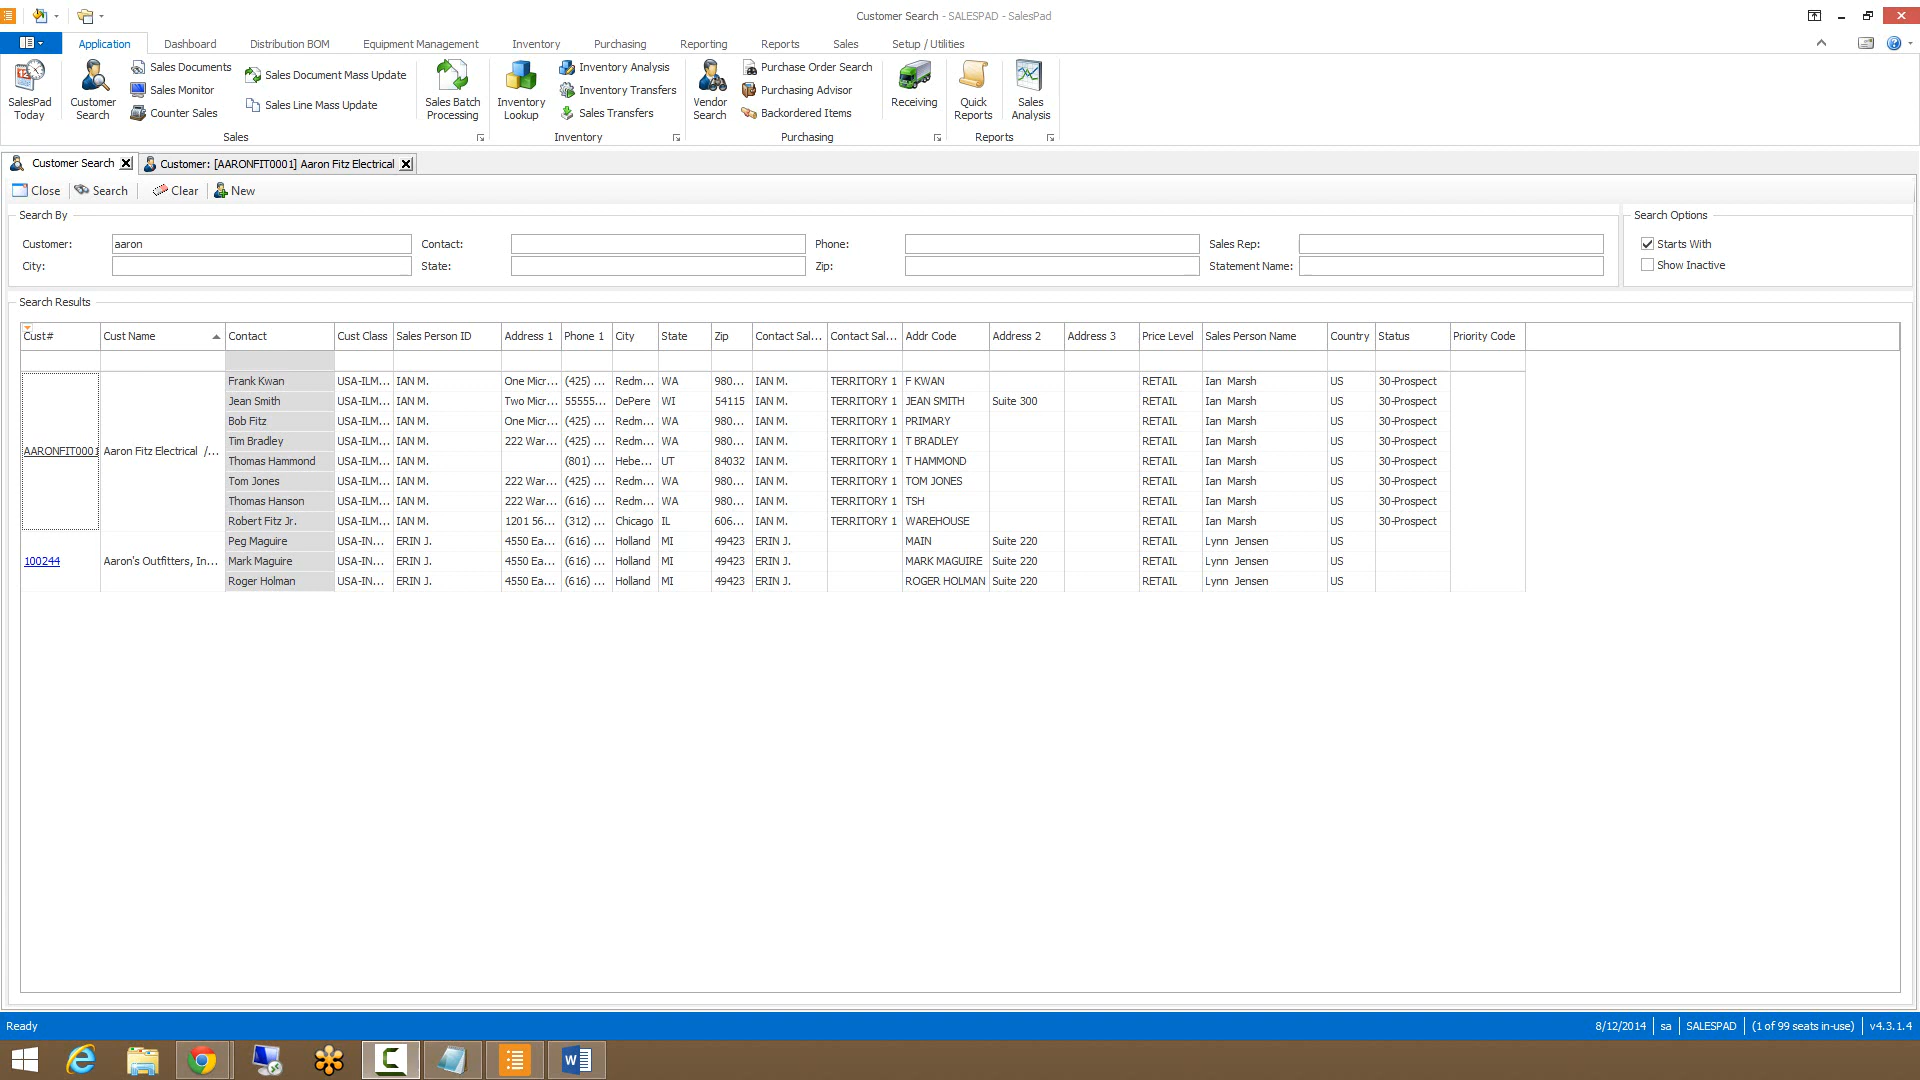 Customer Search - SALESPAD - SalesPad
Application Dashboard Distribution BOM Equipment Management Inventory Purchasing Reporting Reports Sales Setup / Utilities
SalesPad Today
Customer Search
Sales Documents
Sales Monitor
Counter Sales
Sales Document Mass Update
Sales Line Mass Update
Sales Batch Processing
Inventory Lookup
Inventory Analysis
Inventory Transfers
Sales Transfers
Vendor Search
Purchase Order Search
Purchasing Advisor
Backordered Items
Receiving
Quick Reports
Sales Analysis
Sales Inventory Purchasing Reports
Customer Search Customer: [AARONFIT0001] Aaron Fitz Electrical
Close Search Clear New
Search By Search Options
Customer: aaron Contact: Phone: Sales Rep: Starts With
City: State: Zip: Statement Name: Show Inactive
Search Results
Cust# Cust Name Contact Cust Class Sales Person ID Address 1 Phone 1 City State Zip Contact Sal... Contact Sal... Addr Code Address 2 Address 3 Price Level Sales Person Name Country Status Priority Code
Frank Kwan USA-ILM... IAN M. One Micr... (425) ... Redm... WA 980... IAN M. TERRITORY 1 F KWAN RETAIL Ian Marsh US 30-Prospect
Jean Smith USA-ILM... IAN M. Two Micr... 55555... DePere WI 54115 IAN M. TERRITORY 1 JEAN SMITH Suite 300 RETAIL Ian Marsh US 30-Prospect
Bob Fitz USA-ILM... IAN M. One Micr... (425) ... Redm... WA 980... IAN M. TERRITORY 1 PRIMARY RETAIL Ian Marsh US 30-Prospect
Tim Bradley USA-ILM... IAN M. 222 War... (425) ... Redm... WA 980... IAN M. TERRITORY 1 T BRADLEY RETAIL Ian Marsh US 30-Prospect
AARONFIT0001 Aaron Fitz Electrical /...
Thomas Hammond USA-ILM... IAN M. (801) ... Hebe... UT 84032 IAN M. TERRITORY 1 T HAMMOND RETAIL Ian Marsh US 30-Prospect
Tom Jones USA-ILM... IAN M. 222 War... (425) ... Redm... WA 980... IAN M. TERRITORY 1 TOM JONES RETAIL Ian Marsh US 30-Prospect
Thomas Hanson USA-ILM... IAN M. 222 War... (616) ... Redm... WA 980... IAN M. TERRITORY 1 TSH RETAIL Ian Marsh US 30-Prospect
Robert Fitz Jr. USA-ILM... IAN M. 1201 56... (312) ... Chicago IL 606... IAN M. TERRITORY 1 WAREHOUSE RETAIL Ian Marsh US 30-Prospect
Peg Maguire USA-IN... ERIN J. 4550 Ea... (616) ... Holland MI 49423 ERIN J. MAIN Suite 220 RETAIL Lynn Jensen US
100244 Aaron's Outfitters, In... Mark Maguire USA-IN... ERIN J. 4550 Ea... (616) ... Holland MI 49423 ERIN J. MARK MAGUIRE Suite 220 RETAIL Lynn Jensen US
Roger Holman USA-IN... ERIN J. 4550 Ea... (616) ... Holland MI 49423 ERIN J. ROGER HOLMAN Suite 220 RETAIL Lynn Jensen US
Ready 8/12/2014 sa SALESPAD (1 of 99 seats in-use) v4.3.1.4